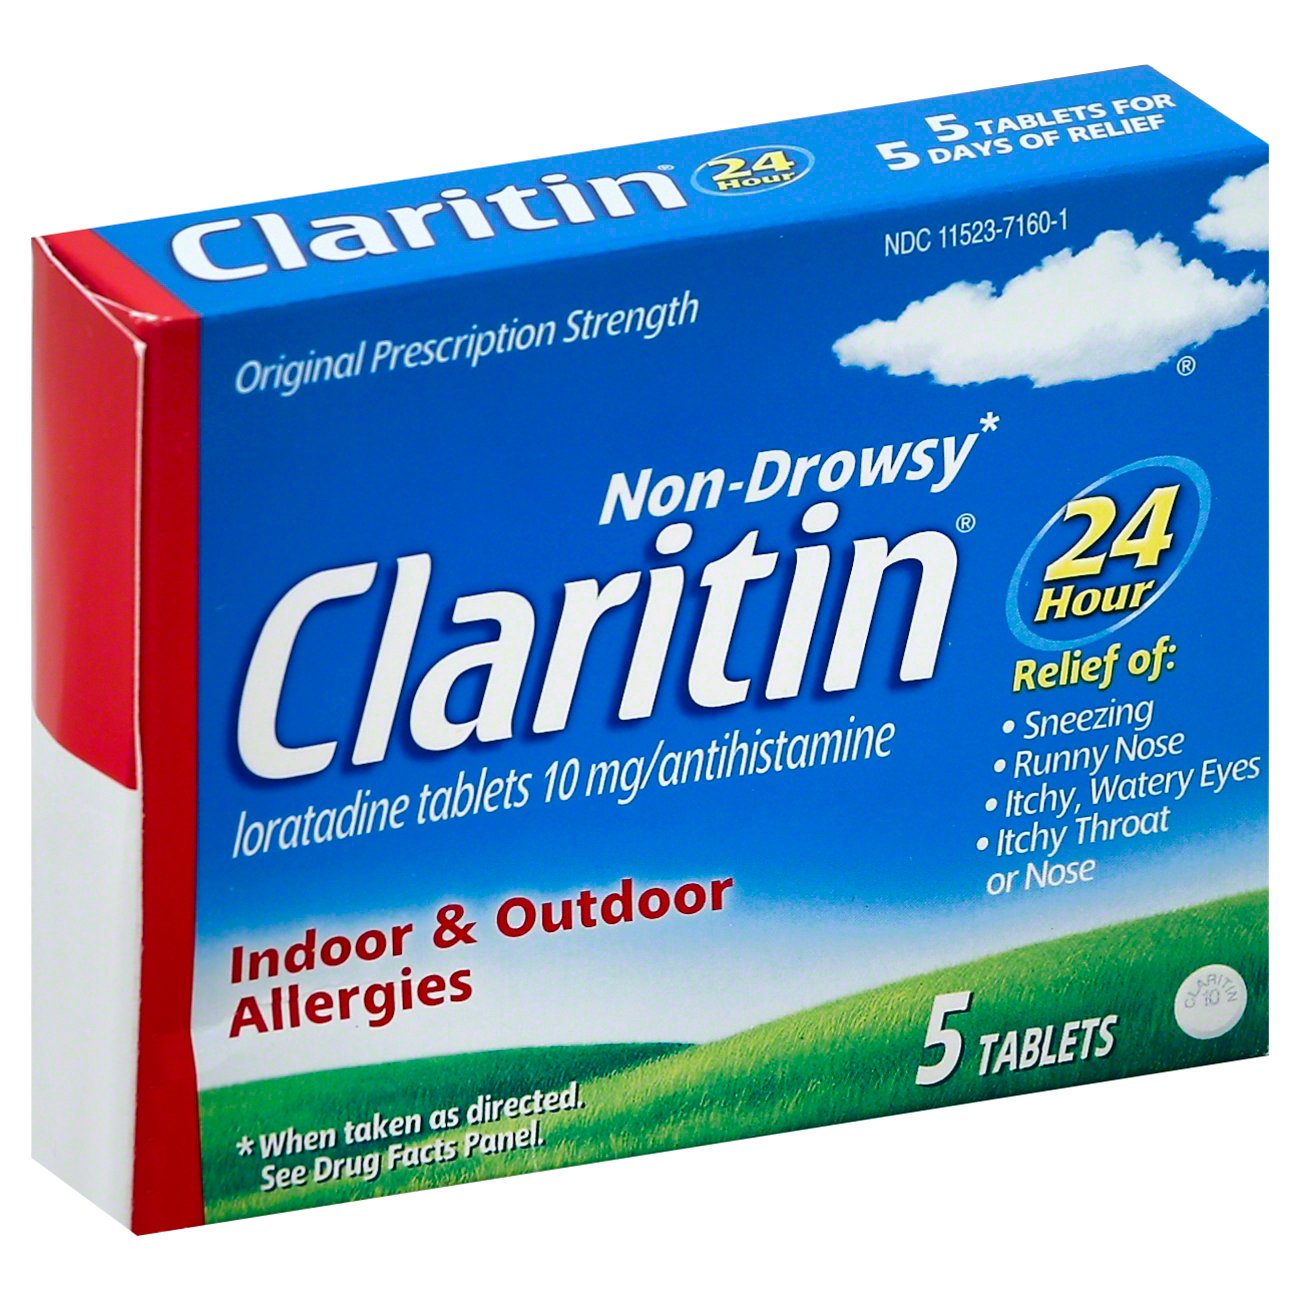 Claritin® 24
Hour
5 TABLETS FOR
5 DAYS OF RELIEF
NDC 11523-7160-1
Original Prescription Strength
®
Non-Drowsy*
Claritin®
loratadine tablets 10 mg/antihistamine
24
Hour
Relief of:
• Sneezing
• Runny Nose
• Itchy, Watery Eyes
• Itchy Throat
or Nose
Indoor & Outdoor
Allergies
5 TABLETS
CLARITIN
10
*When taken as directed.
See Drug Facts Panel.